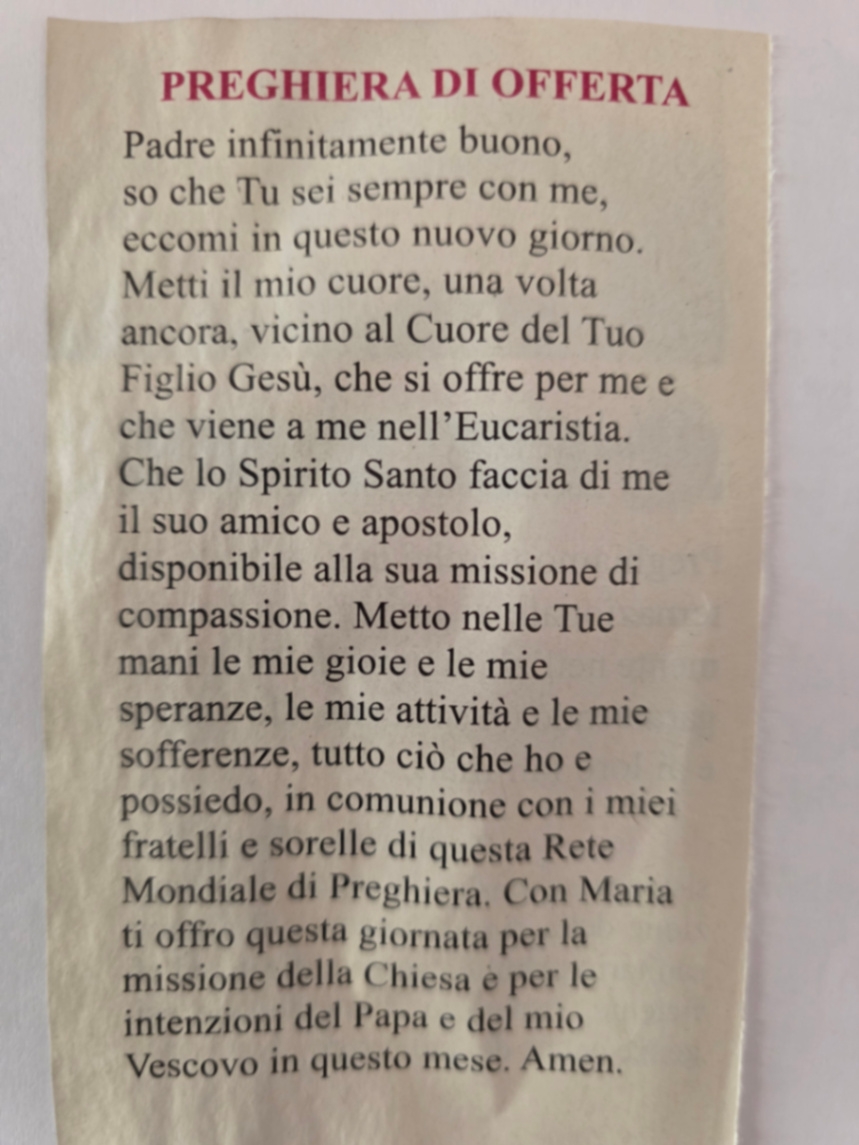 PREGHIERA DI OFFERTA
Padre infinitamente buono,
so che Tu sei sempre con me,
eccomi in questo nuovo giorno.
Metti il mio cuore, una volta
ancora, vicino al Cuore del Tuo
Figlio Gesù, che si offre per me e
che viene a me nell’Eucaristia.
Che lo Spirito Santo faccia di me
il suo amico e apostolo,
disponibile alla sua missione di
compassione. Metto nelle Tue
mani le mie gioie e le mie
speranze, le mie attività e le mie
sofferenze, tutto ciò che ho e
possiedo, in comunione con i miei
fratelli e sorelle di questa Rete
Mondiale di Preghiera. Con Maria
ti offro questa giornata per la
missione della Chiesa e per le
intenzioni del Papa e del mio
Vescovo in questo mese. Amen.